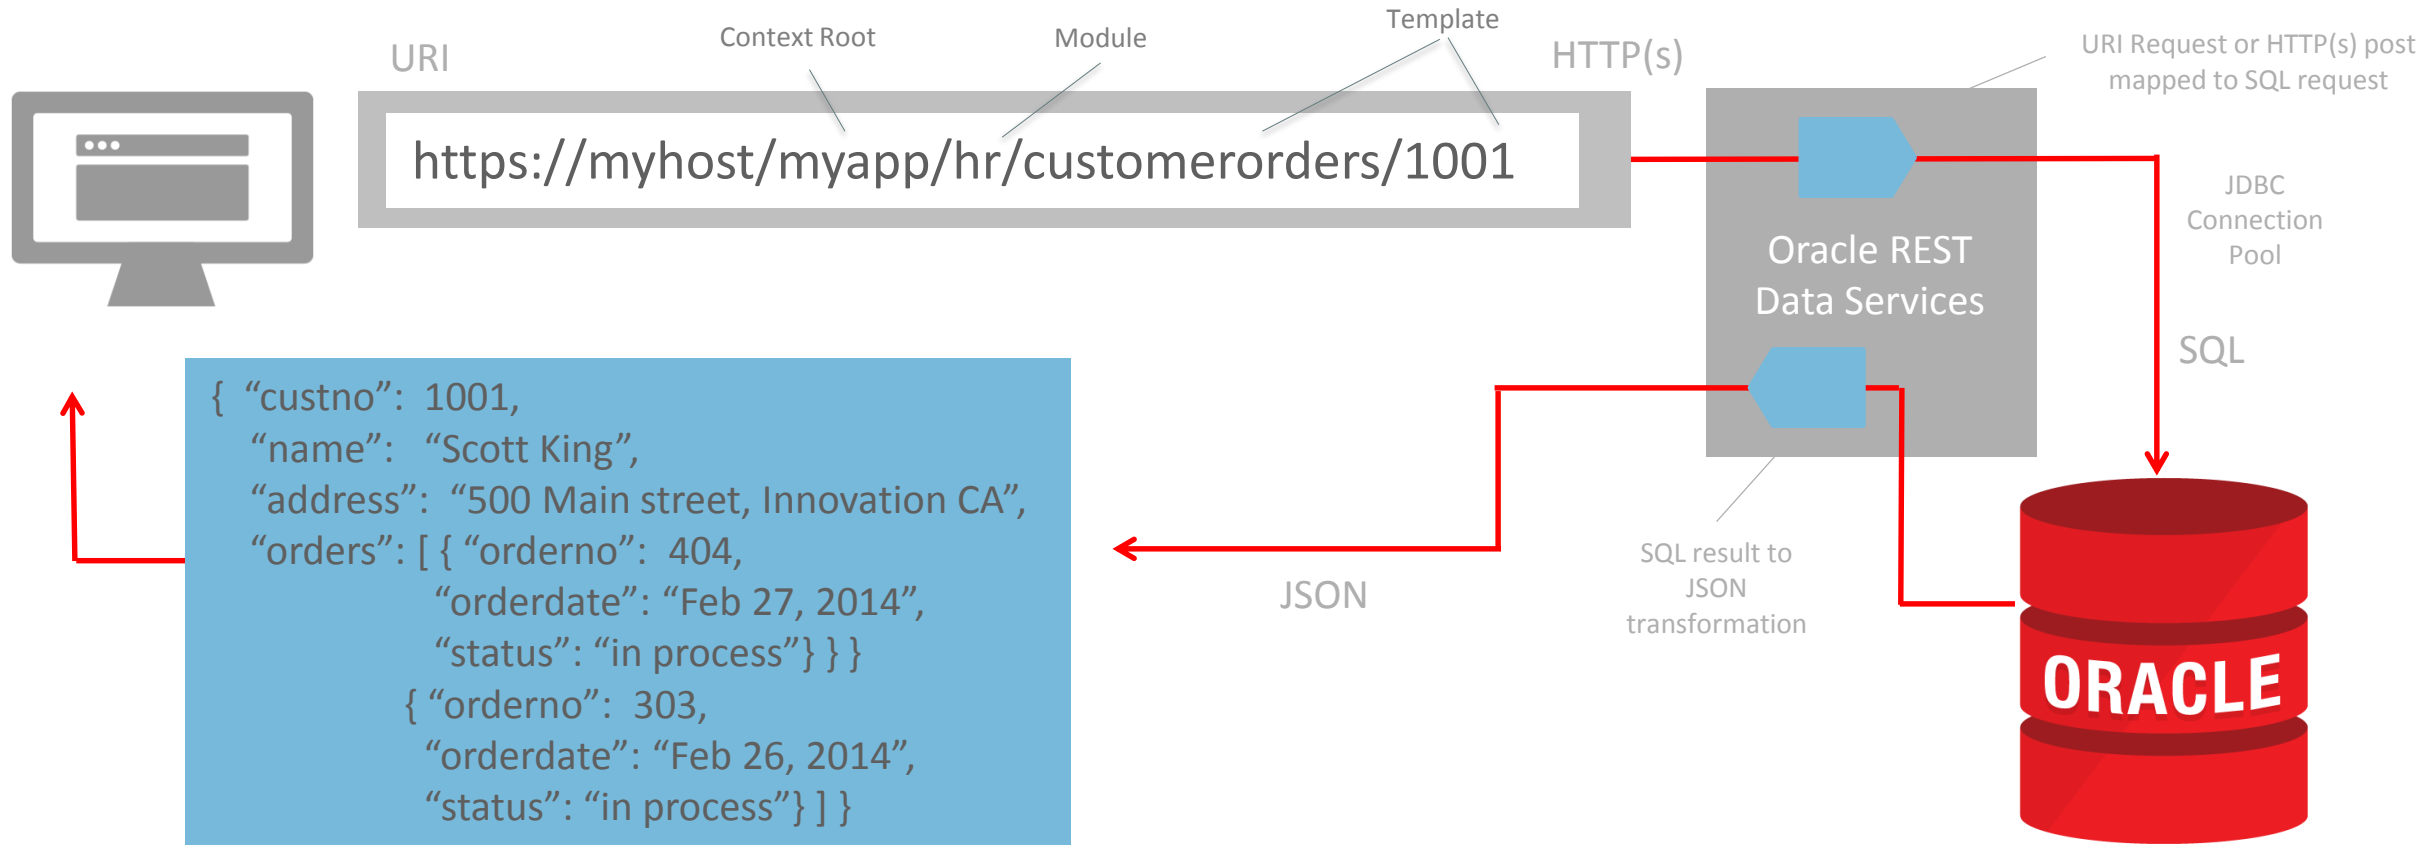 URI
Context Root
Module
Template
HTTP(s)
URI Request or HTTP(s) post
mapped to SQL request
https://myhost/myapp/hr/customerorders/1001
JDBC
Connection
Pool
Oracle REST
Data Services
SQL
{ “custno”: 1001,
“name”: “Scott King”,
“address”: “500 Main street, Innovation CA”,
“orders”: [ { “orderno”: 404,
“orderdate”: “Feb 27, 2014”,
“status”: “in process”} } }
{ “orderno”: 303,
“orderdate”: “Feb 26, 2014”,
“status”: “in process”} ] }
JSON
SQL result to
JSON
transformation
ORACLE